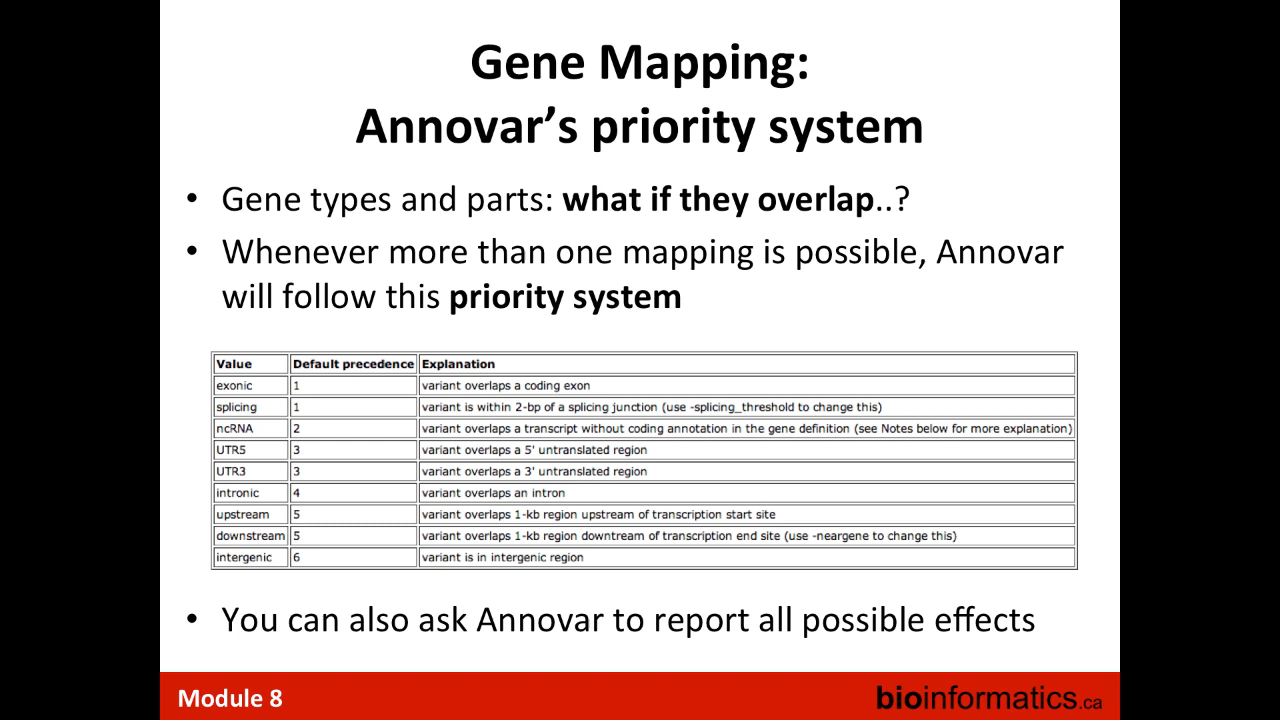 Gene Mapping:
Annovar’s priority system
• Gene types and parts: what if they overlap..?
• Whenever more than one mapping is possible, Annovar
will follow this priority system
Value Default precedence Explanation
exonic 1 variant overlaps a coding exon
splicing 1 variant is within 2-bp of a splicing junction (use -splicing_threshold to change this)
ncRNA 2 variant overlaps a transcript without coding annotation in the gene definition (see Notes below for more explanation)
UTR5 3 variant overlaps a 5' untranslated region
UTR3 3 variant overlaps a 3' untranslated region
intronic 4 variant overlaps an intron
upstream 5 variant overlaps 1-kb region upstream of transcription start site
downstream 5 variant overlaps 1-kb region downtream of transcription end site (use -neargene to change this)
intergenic 6 variant is in intergenic region
• You can also ask Annovar to report all possible effects
Module 8
bioinformatics.ca